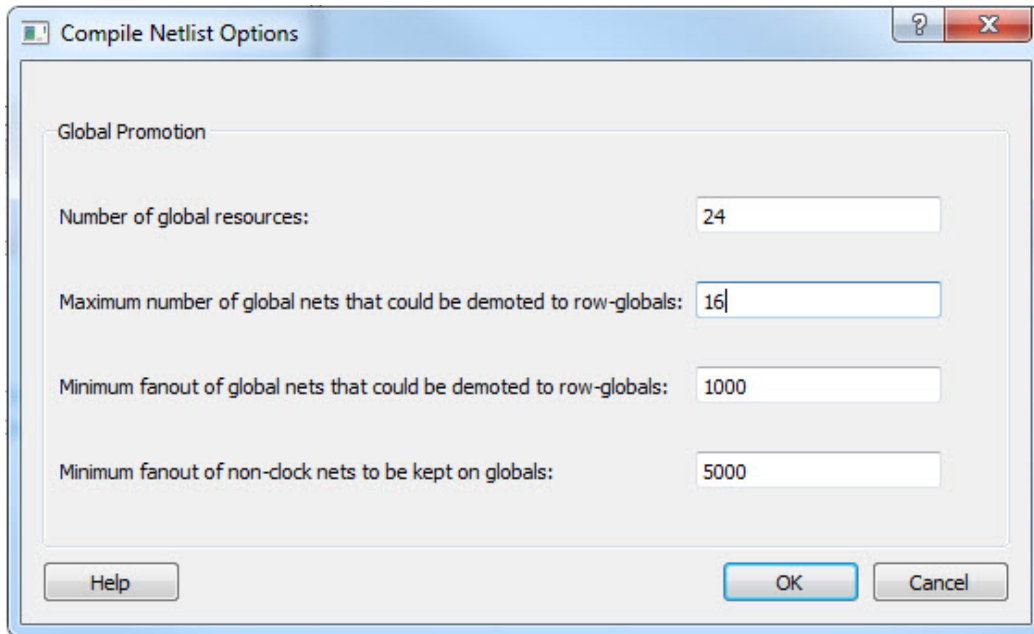 Compile Netlist Options
Global Promotion
Number of global resources: 24
Maximum number of global nets that could be demoted to row-globals: 16
Minimum fanout of global nets that could be demoted to row-globals: 1000
Minimum fanout of non-clock nets to be kept on globals: 5000
Help OK Cancel